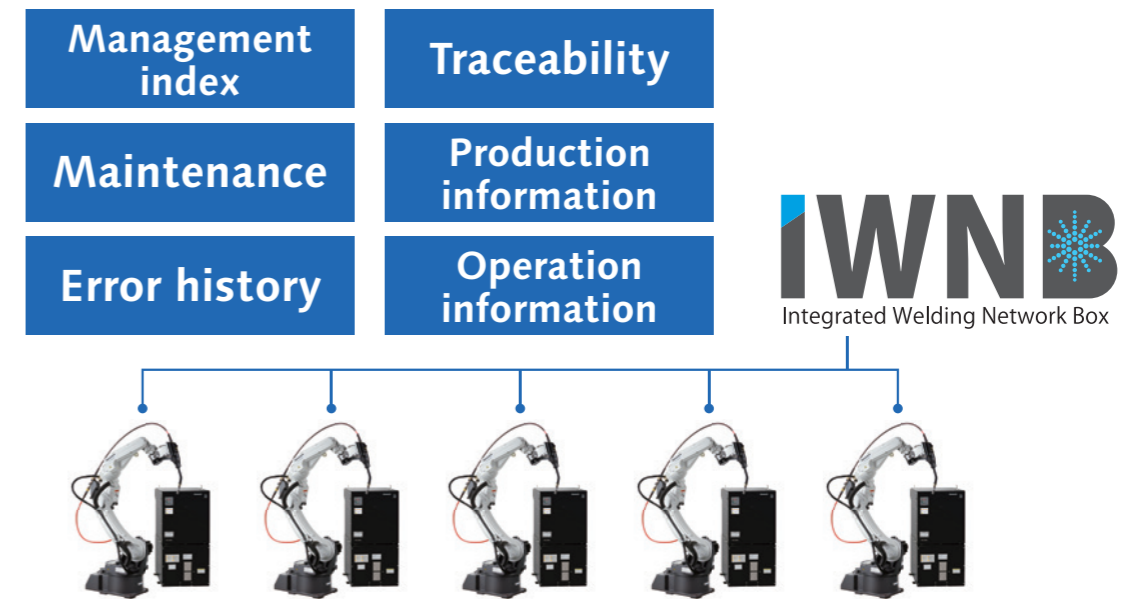 Management
index
Traceability
Maintenance
Production
information
Error history
Operation
information
IWNB
Integrated Welding Network Box